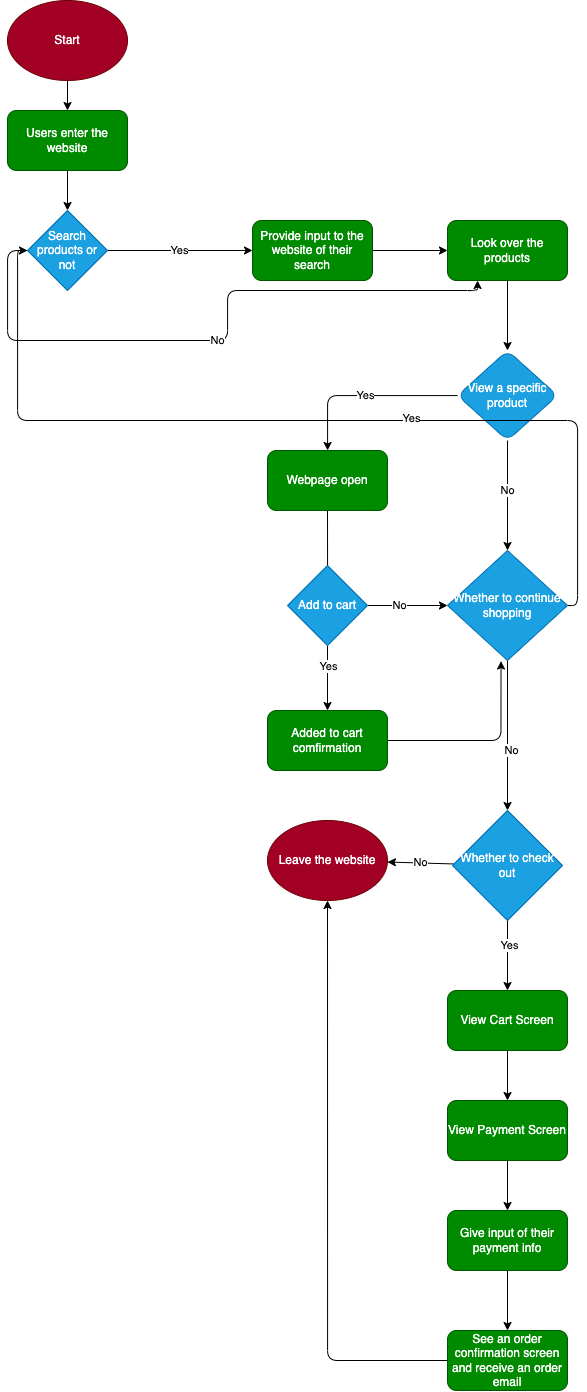 Start
Users enter the
website
Search
products or
not
Yes
Provide input to the
website of their
search
Look over the
products
No
View a specific
product
Yes
Yes
Webpage open
No
Add to cart
No
Whether to continue
shopping
Yes
Added to cart
comfirmation
No
Leave the website
No
Whether to check
out
Yes
View Cart Screen
View Payment Screen
Give input of their
payment info
See an order
confirmation screen
and receive an order
email